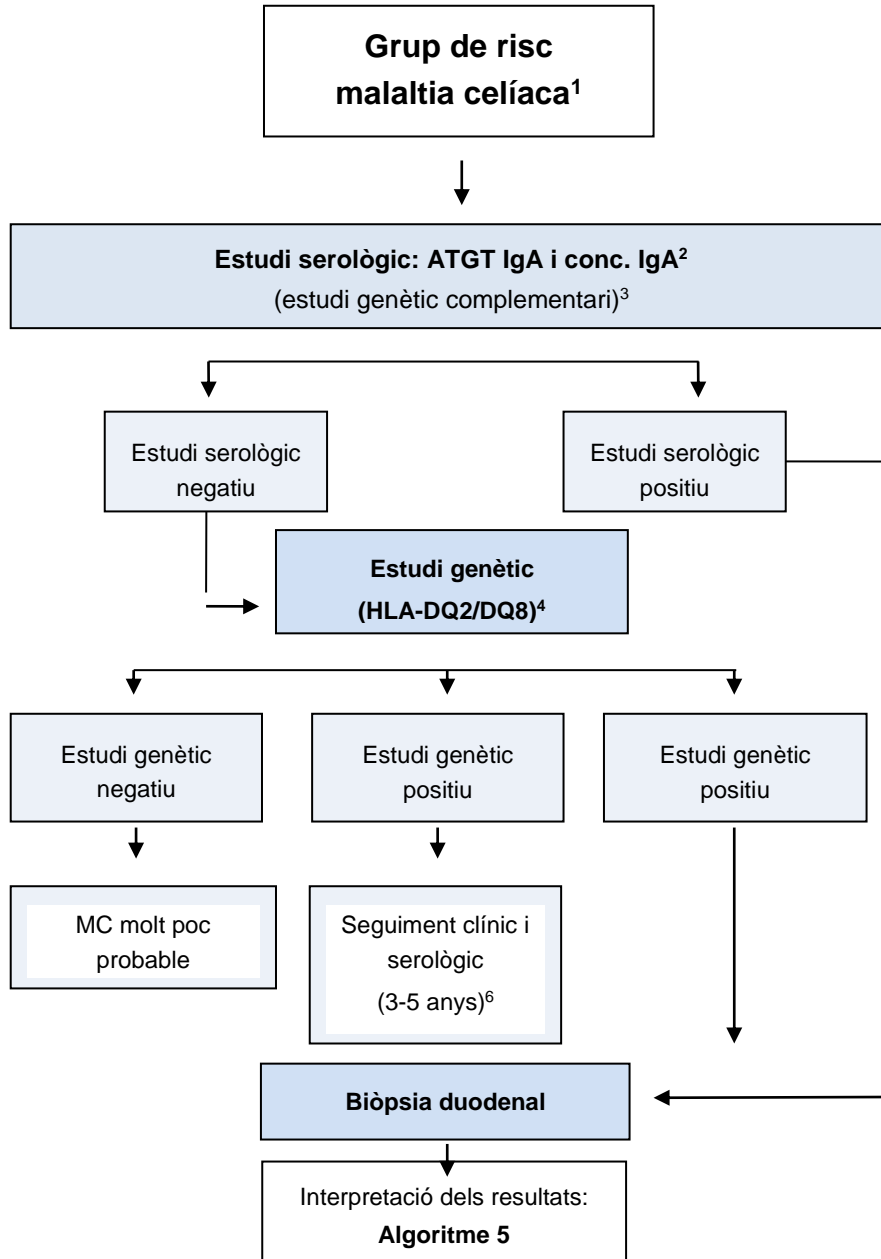 Grup de risc
malaltia celíaca¹
Estudi serològic: ATGT IgA i conc. IgA²
(estudi genètic complementari)³
Estudi serològic
negatiu
Estudi serològic
positiu
Estudi genètic
(HLA-DQ2/DQ8)⁴
Estudi genètic
negatiu
Estudi genètic
positiu
Estudi genètic
positiu
MC molt poc
probable
Seguiment clínic i
serològic
(3-5 anys)⁶
Biòpsia duodenal
Interpretació dels resultats:
Algoritme 5